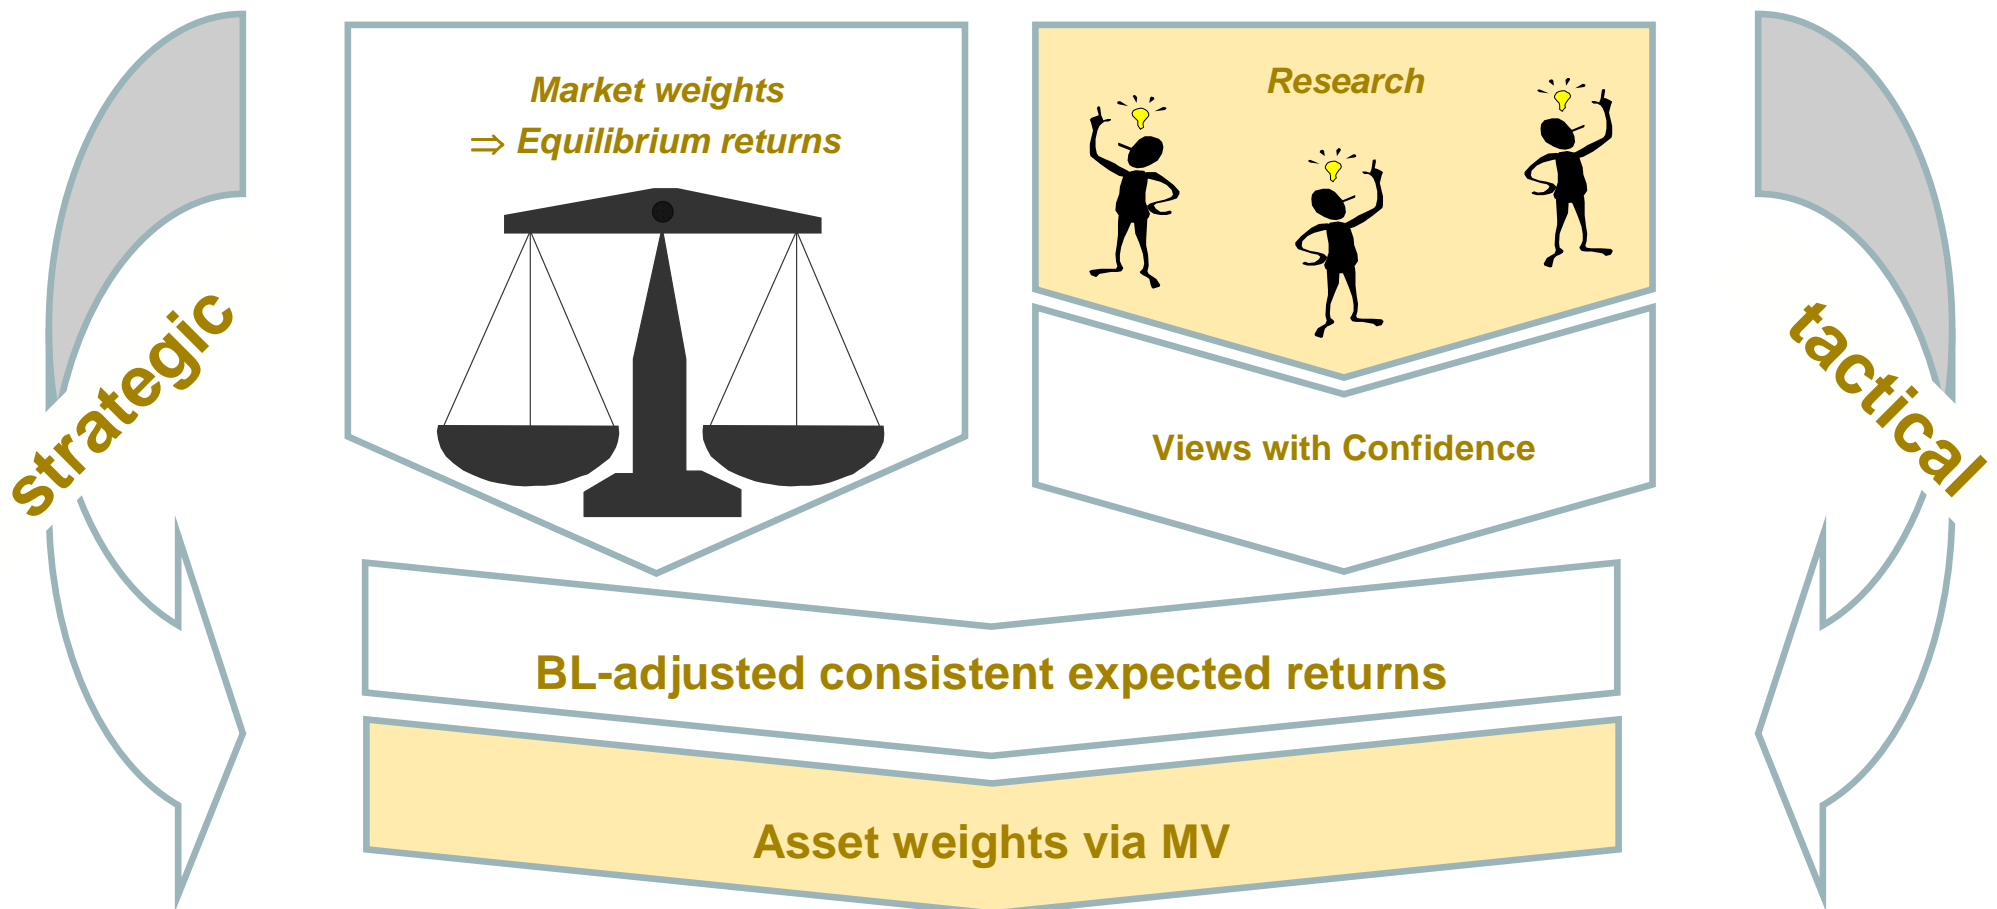 Market weights
⇒ Equilibrium returns
Research
strategic
tactical
Views with Confidence
BL-adjusted consistent expected returns
Asset weights via MV